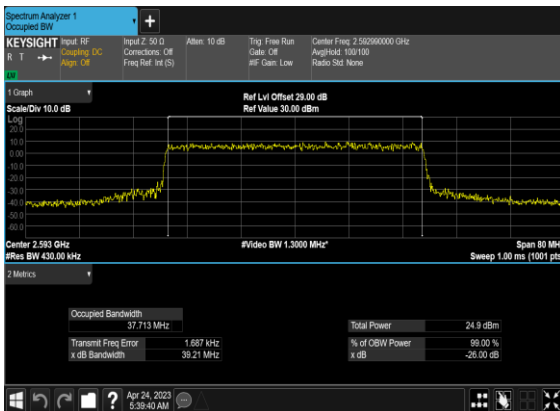 Spectrum Analyzer 1
Occupied BW
+
KEYSIGHT Input: RF Input Z: 50 Ω Atten: 10 dB Trig: Free Run Center Freq: 2.592990000 GHz
R T Coupling: DC Corrections: Off Gate: Off Avg|Hold: 100/100
Align: Off Freq Ref: Int (S) #IF Gain: Low Radio Std: None
1 Graph
Ref Lvl Offset 29.00 dB
Scale/Div 10.0 dB Ref Value 30.00 dBm
Log
20.0
10.0
0.00
-10.0
-20.0
-30.0
-40.0
-50.0
-60.0
Center 2.593 GHz #Video BW 1.3000 MHz* Span 80 MH
#Res BW 430.00 kHz Sweep 1.00 ms (1001 pts
2 Metrics
Occupied Bandwidth
37.713 MHz Total Power 24.9 dBm
Transmit Freq Error 1.687 kHz % of OBW Power 99.00 %
x dB Bandwidth 39.21 MHz x dB -26.00 dB
?
Apr 24, 2023
5:39:40 AM